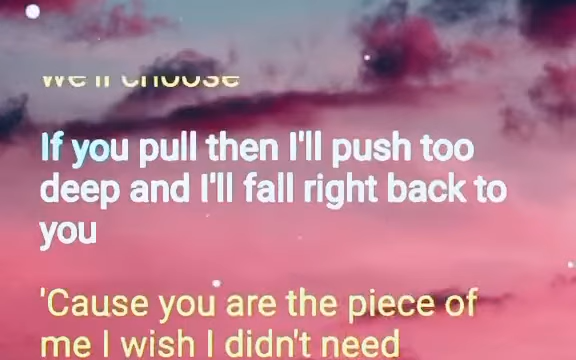 we'll choose
If you pull then I'll push too
deep and I'll fall right back to
you
'Cause you are the piece of
me I wish I didn't need